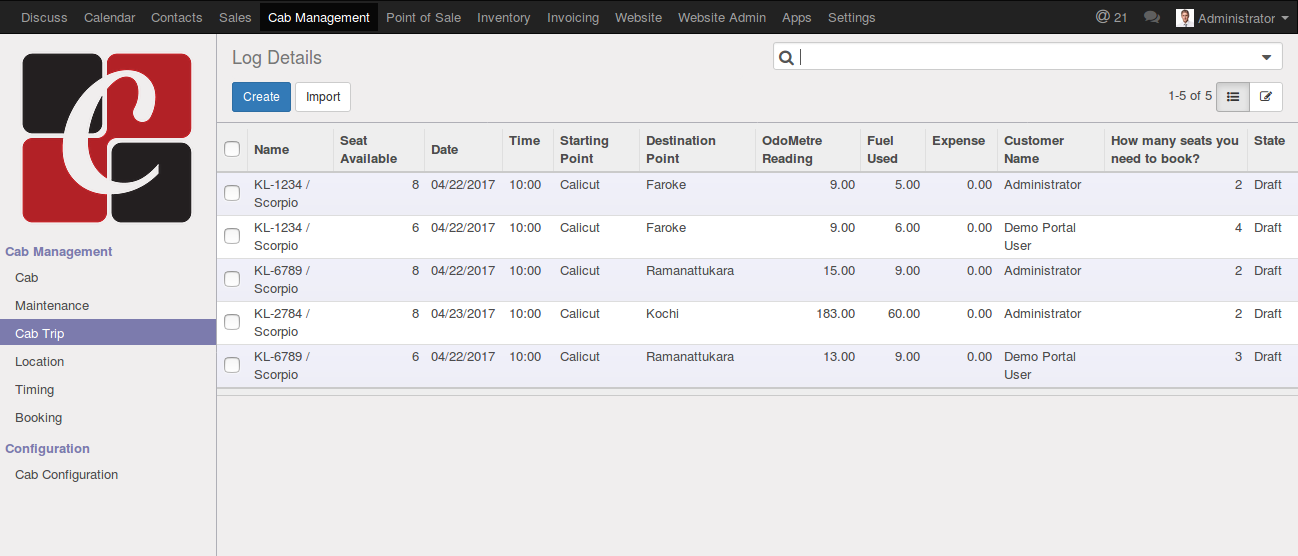 Discuss Calendar Contacts Sales Cab Management Point of Sale Inventory Invoicing Website Website Admin Apps Settings @ 21 Administrator
Log Details
Create Import 1-5 of 5
C
Cab Management
Cab
Maintenance
Cab Trip
Location
Timing
Booking
Configuration
Cab Configuration
Name Seat Available Date Time Starting Point Destination Point OdoMetre Reading Fuel Used Expense Customer Name How many seats you need to book? State
KL-1234 / Scorpio 8 04/22/2017 10:00 Calicut Faroke 9.00 5.00 0.00 Administrator 2 Draft
KL-1234 / Scorpio 6 04/22/2017 10:00 Calicut Faroke 9.00 6.00 0.00 Demo Portal User 4 Draft
KL-6789 / Scorpio 8 04/22/2017 10:00 Calicut Ramanattukara 15.00 9.00 0.00 Administrator 2 Draft
KL-2784 / Scorpio 8 04/23/2017 10:00 Calicut Kochi 183.00 60.00 0.00 Administrator 2 Draft
KL-6789 / Scorpio 6 04/22/2017 10:00 Calicut Ramanattukara 13.00 9.00 0.00 Demo Portal User 3 Draft